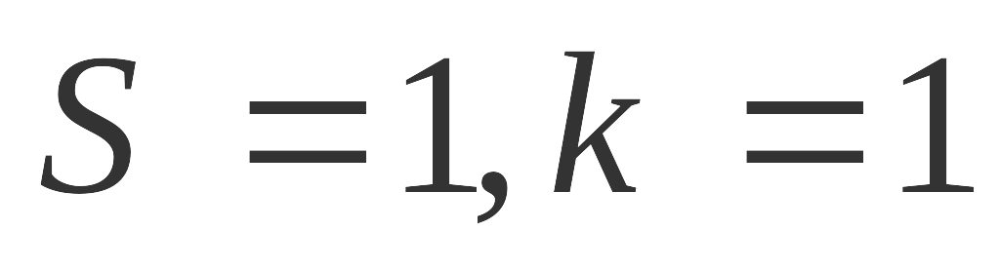 S = 1, k = 1